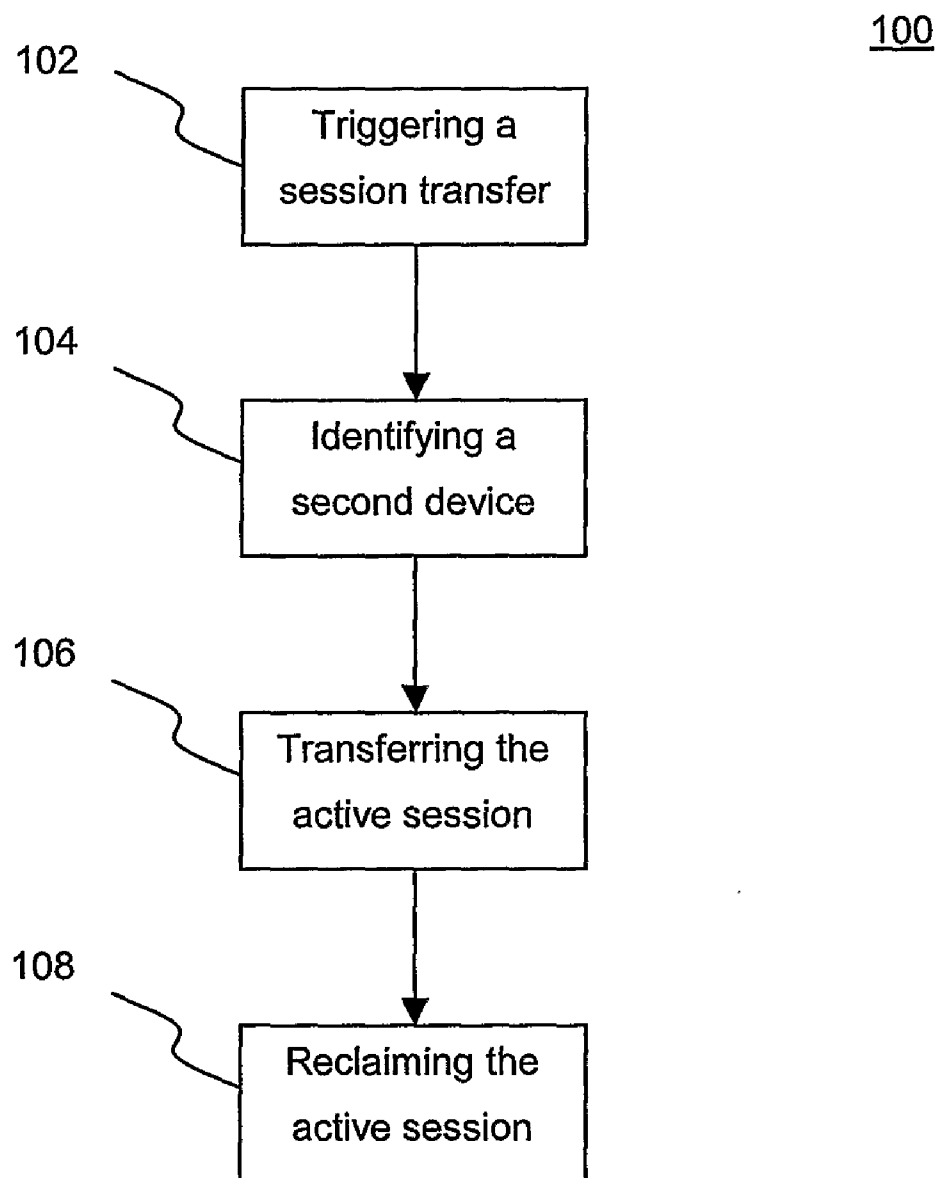 100
102
Triggering a
session transfer
104
Identifying a
second device
106
Transferring the
active session
108
Reclaiming the
active session